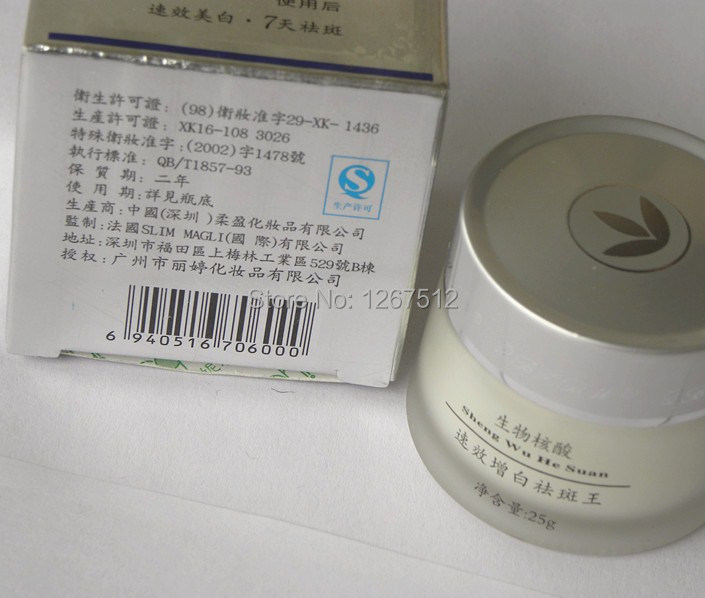 使用后
速效美白·7天祛斑
衛生許可證: (98)衛妝准字29-XK- 1436
生産許可證: XK16-108 3026
特殊衛妝准字:(2002)字1478號
執行標准: QB/T1857-93
保 質 期: 二年
使 用 期:詳見瓶底
生産商:中國(深圳 )柔盈化妝品有限公司
監制:法國SLIM MAGLI(國 際)有限公司
地址:深圳市福田區上梅林工業區529號B棟
授权:广州市丽婷化妆品有限公司
生产许可
Store No: 1267512
6 940516 706000
生物核酸
Sheng Wu He Suan
速效增白祛斑王
净含量:25g